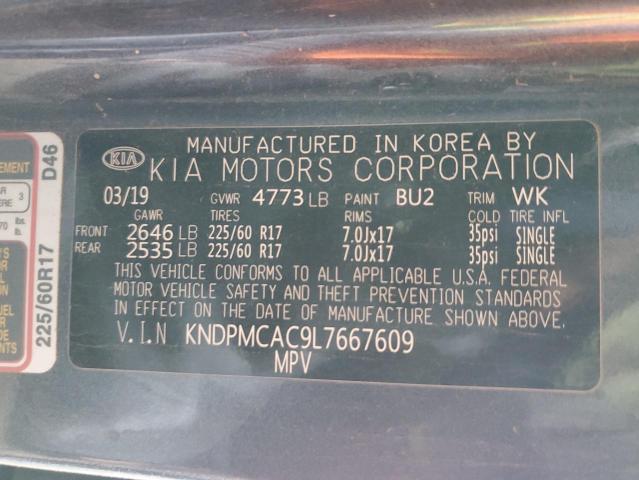 KIA
MANUFACTURED IN KOREA BY
KIA MOTORS CORPORATION
03/19 GVWR 4773 LB PAINT BU2 TRIM WK
GAWR TIRES RIMS COLD TIRE INFL
FRONT 2646 LB 225/60 R17 7.0Jx17 35psi SINGLE
REAR 2535 LB 225/60 R17 7.0Jx17 35psi SINGLE
THIS VEHICLE CONFORMS TO ALL APPLICABLE U.S.A. FEDERAL
MOTOR VEHICLE SAFETY AND THEFT PREVENTION STANDARDS
IN EFFECT ON THE DATE OF MANUFACTURE SHOWN ABOVE.
V.I.N KNDPMCAC9L7667609
MPV
D46
225/60R17
3
lbs.